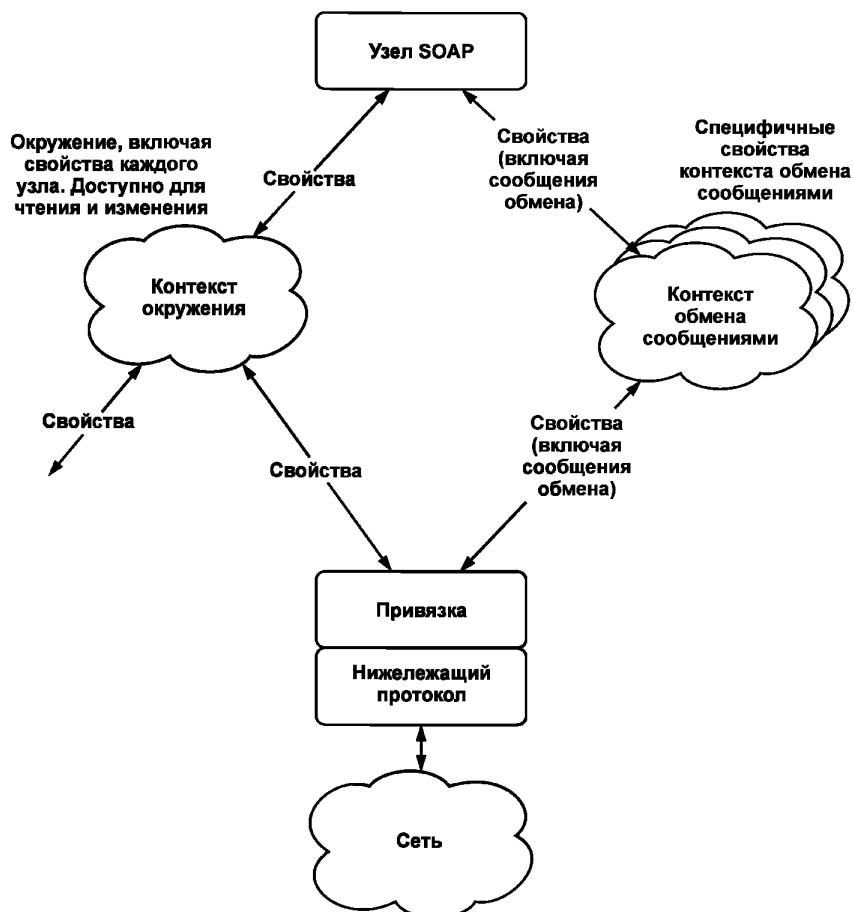 Узел SOAP
Окружение, включая
свойства каждого
узла. Доступно для
чтения и изменения
Свойства
Свойства
(включая
сообщения
обмена)
Специфичные
свойства
контекста обмена
сообщениями
Контекст
окружения
Контекст
обмена
сообщениями
Свойства
Свойства
Свойства
(включая
сообщения
обмена)
Привязка
Нижележащий
протокол
Сеть